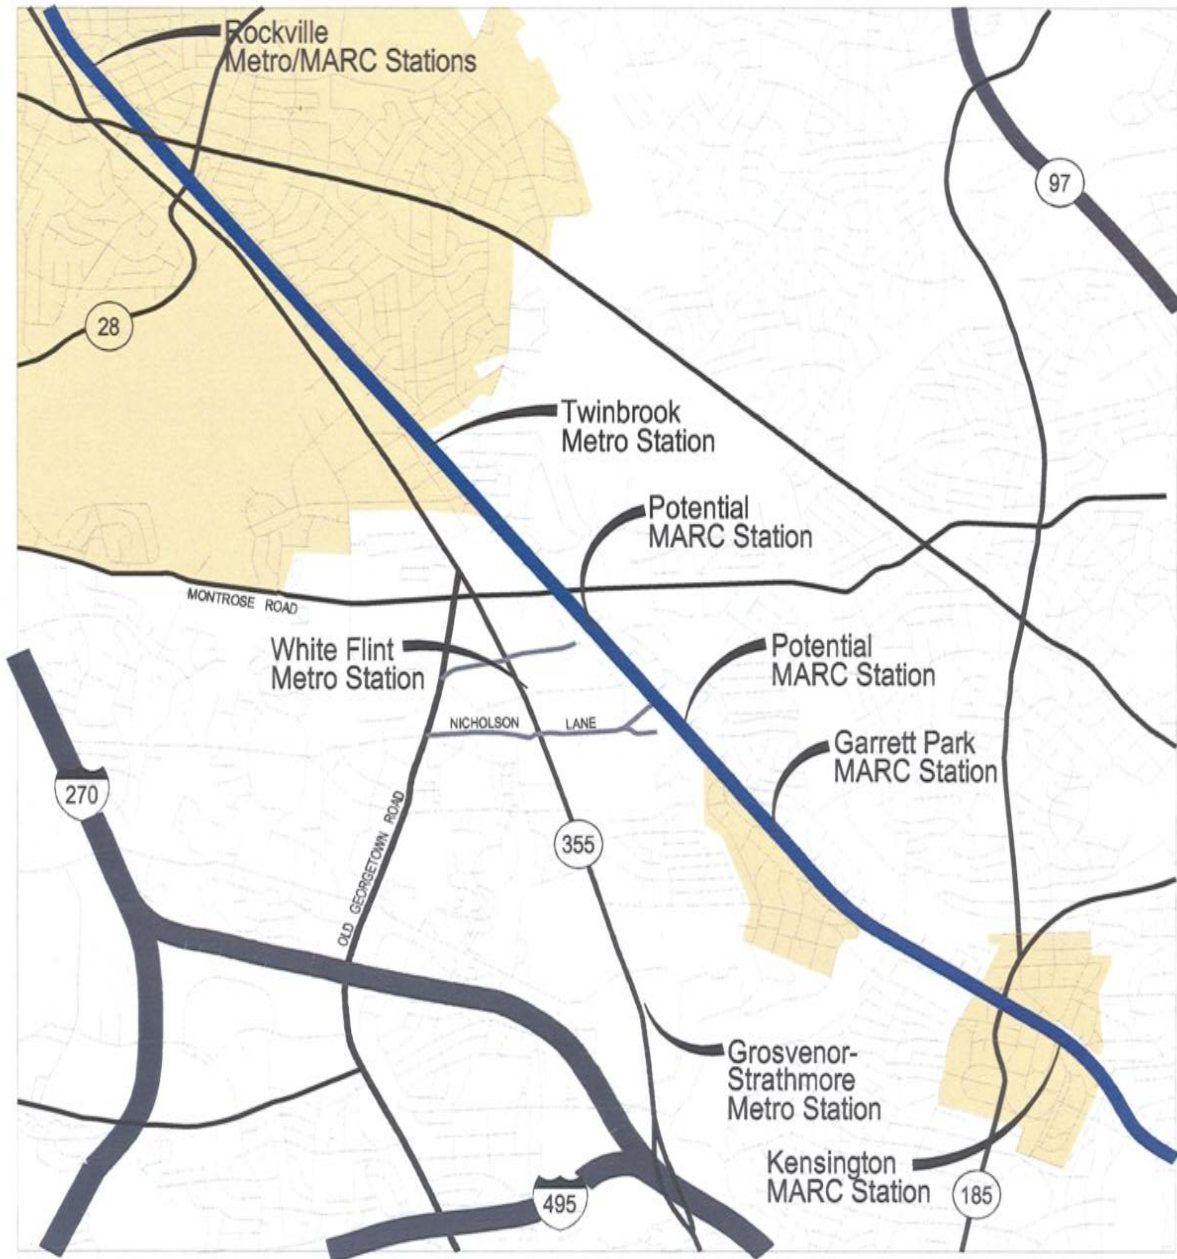 Rockville
Metro/MARC Stations
97
28
Twinbrook
Metro Station
Potential
MARC Station
MONTROSE ROAD
White Flint
Metro Station
Potential
MARC Station
NICHOLSON LANE
Garrett Park
MARC Station
270
OLD GEORGETOWN ROAD
355
Grosvenor-
Strathmore
Metro Station
Kensington
MARC Station
185
495